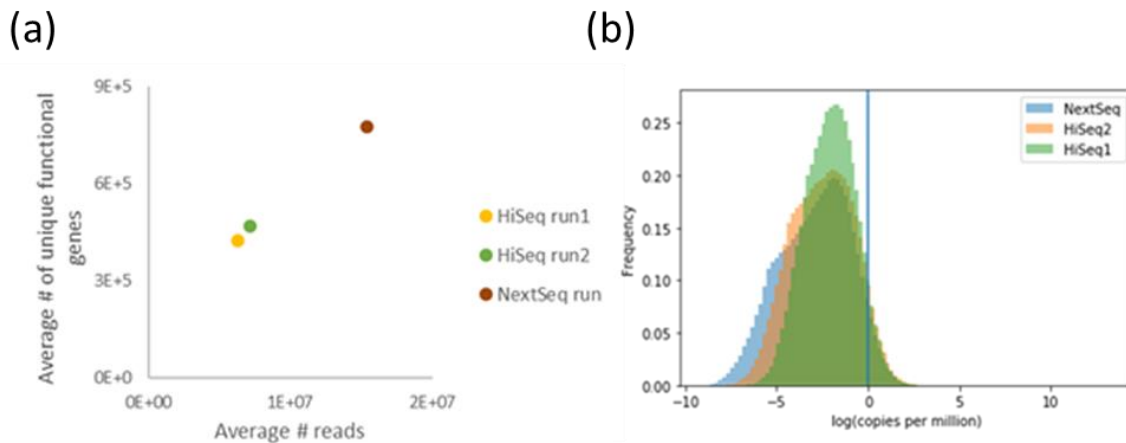 (a)
(b)
9E+5
6E+5
3E+5
0E+0
Average # of unique functional
genes
0E+00
1E+07
2E+07
Average # reads
HiSeq run1
HiSeq run2
NextSeq run
0.25
0.20
0.15
0.10
0.05
0.00
Frequency
−10
−5
0
5
10
log(copies per million)
NextSeq
HiSeq2
HiSeq1